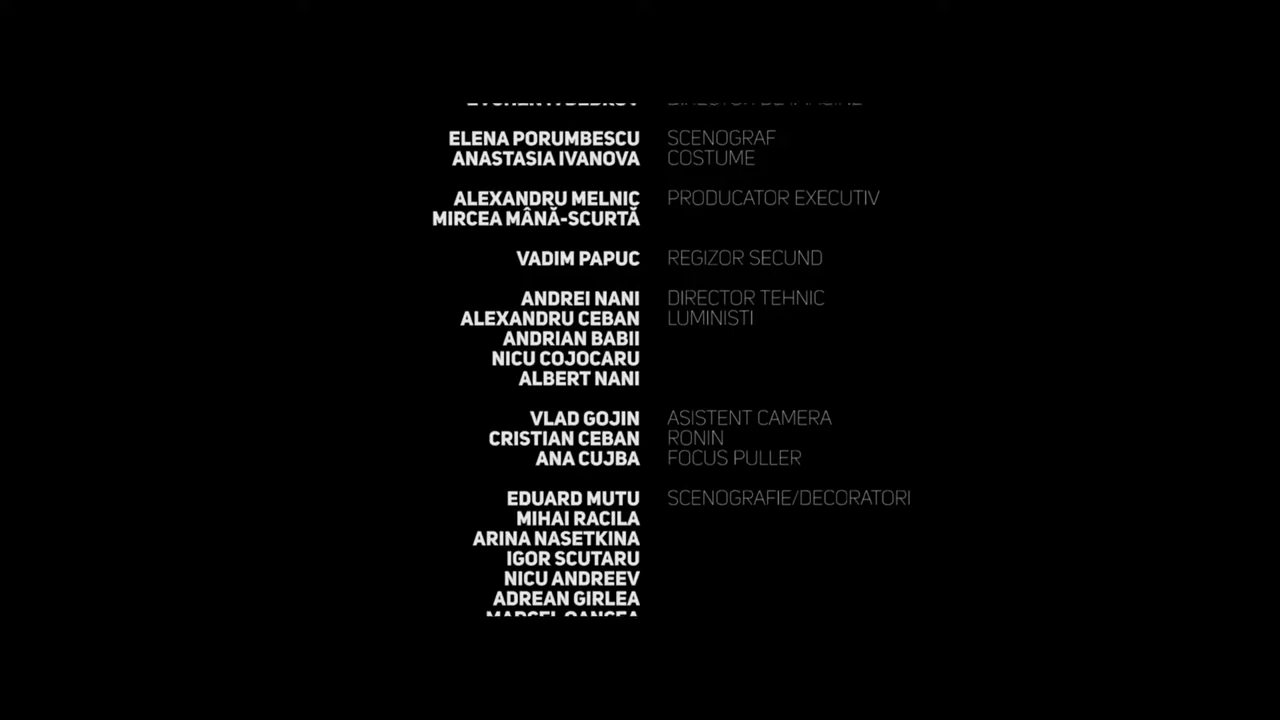 ELENA PORUMBESCU SCENOGRAF
ANASTASIA IVANOVA COSTUME
ALEXANDRU MELNIC PRODUCATOR EXECUTIV
MIRCEA MÂNĂ-SCURTĂ
VADIM PAPUC REGIZOR SECUND
ANDREI NANI DIRECTOR TEHNIC
ALEXANDRU CEBAN LUMINISTI
ANDRIAN BABII
NICU COJOCARU
ALBERT NANI
VLAD GOJIN ASISTENT CAMERA
CRISTIAN CEBAN RONIN
ANA CUJBA FOCUS PULLER
EDUARD MUTU SCENOGRAFIE/DECORATORI
MIHAI RACILA
ARINA NASETKINA
IGOR SCUTARU
NICU ANDREEV
ADREAN GIRLEA